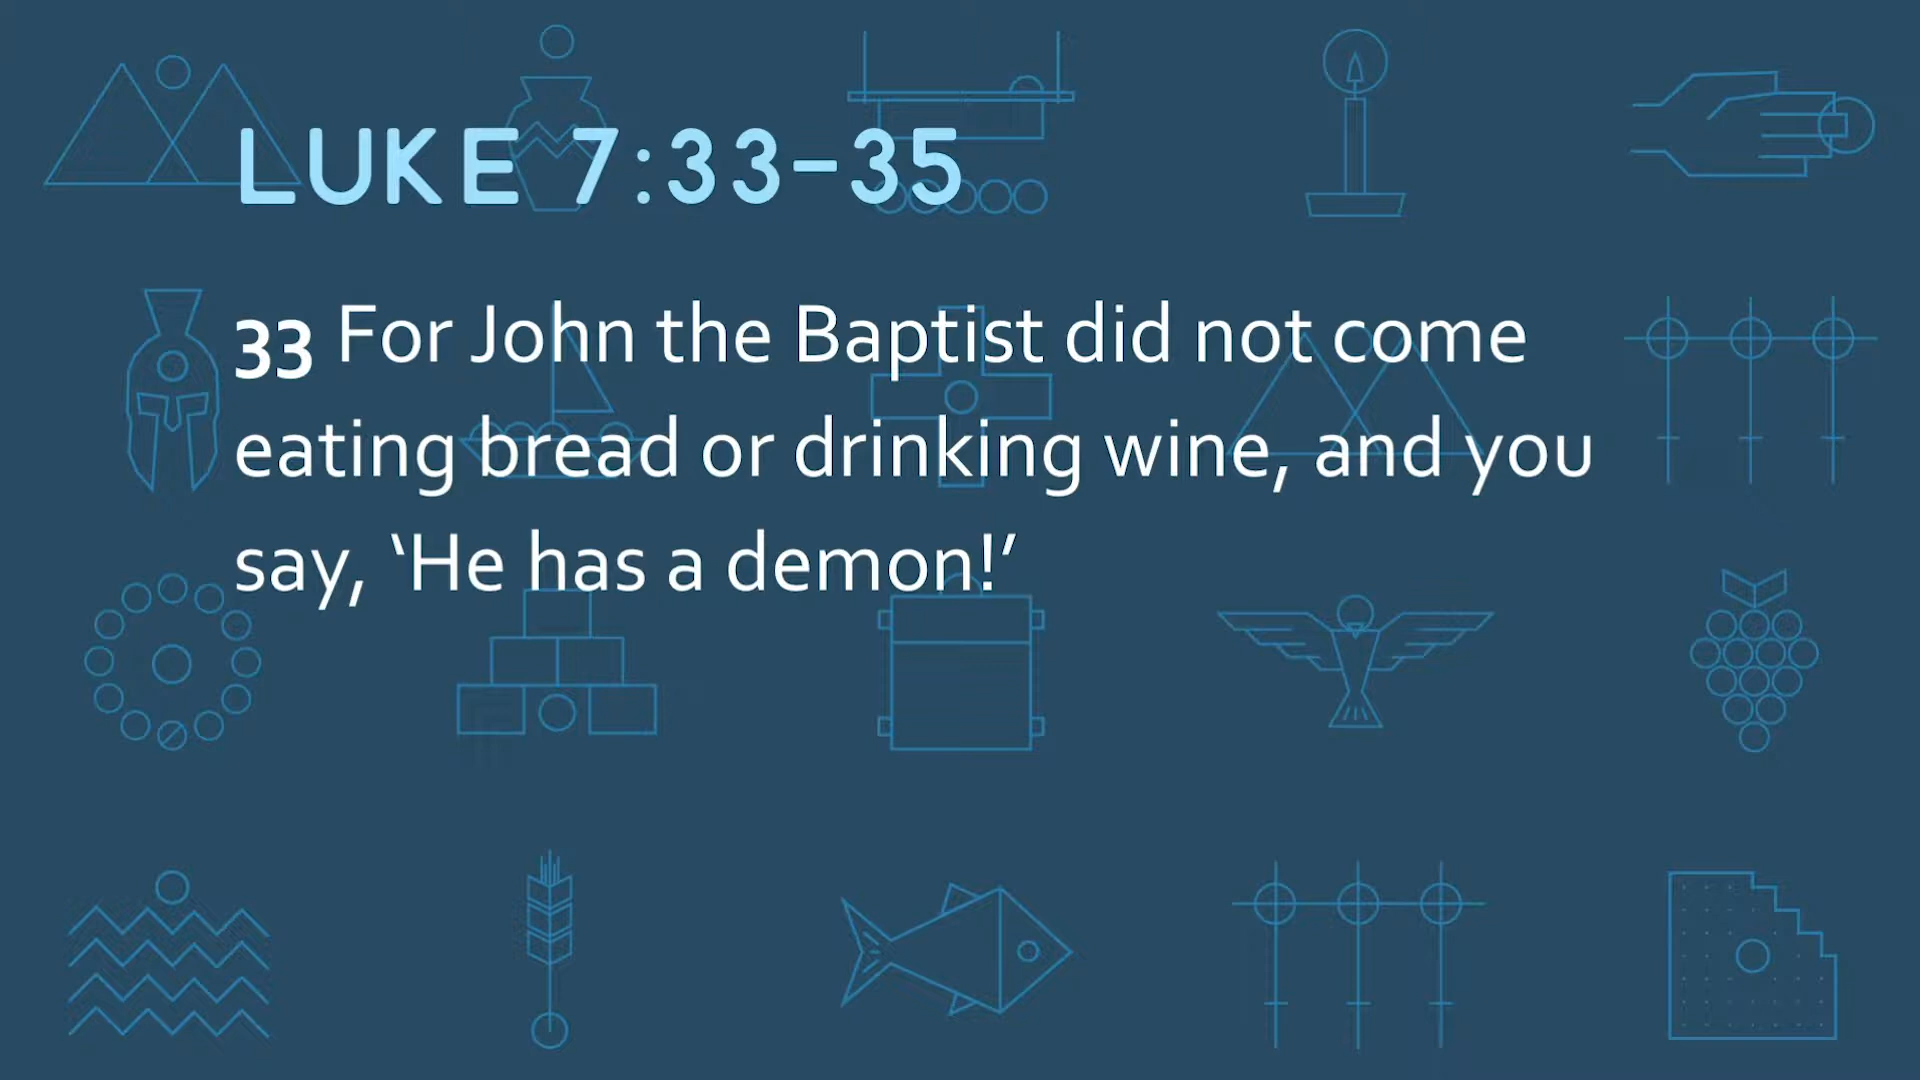 LUKE 7:33-35
33 For John the Baptist did not come
eating bread or drinking wine, and you
say, ‘He has a demon!’